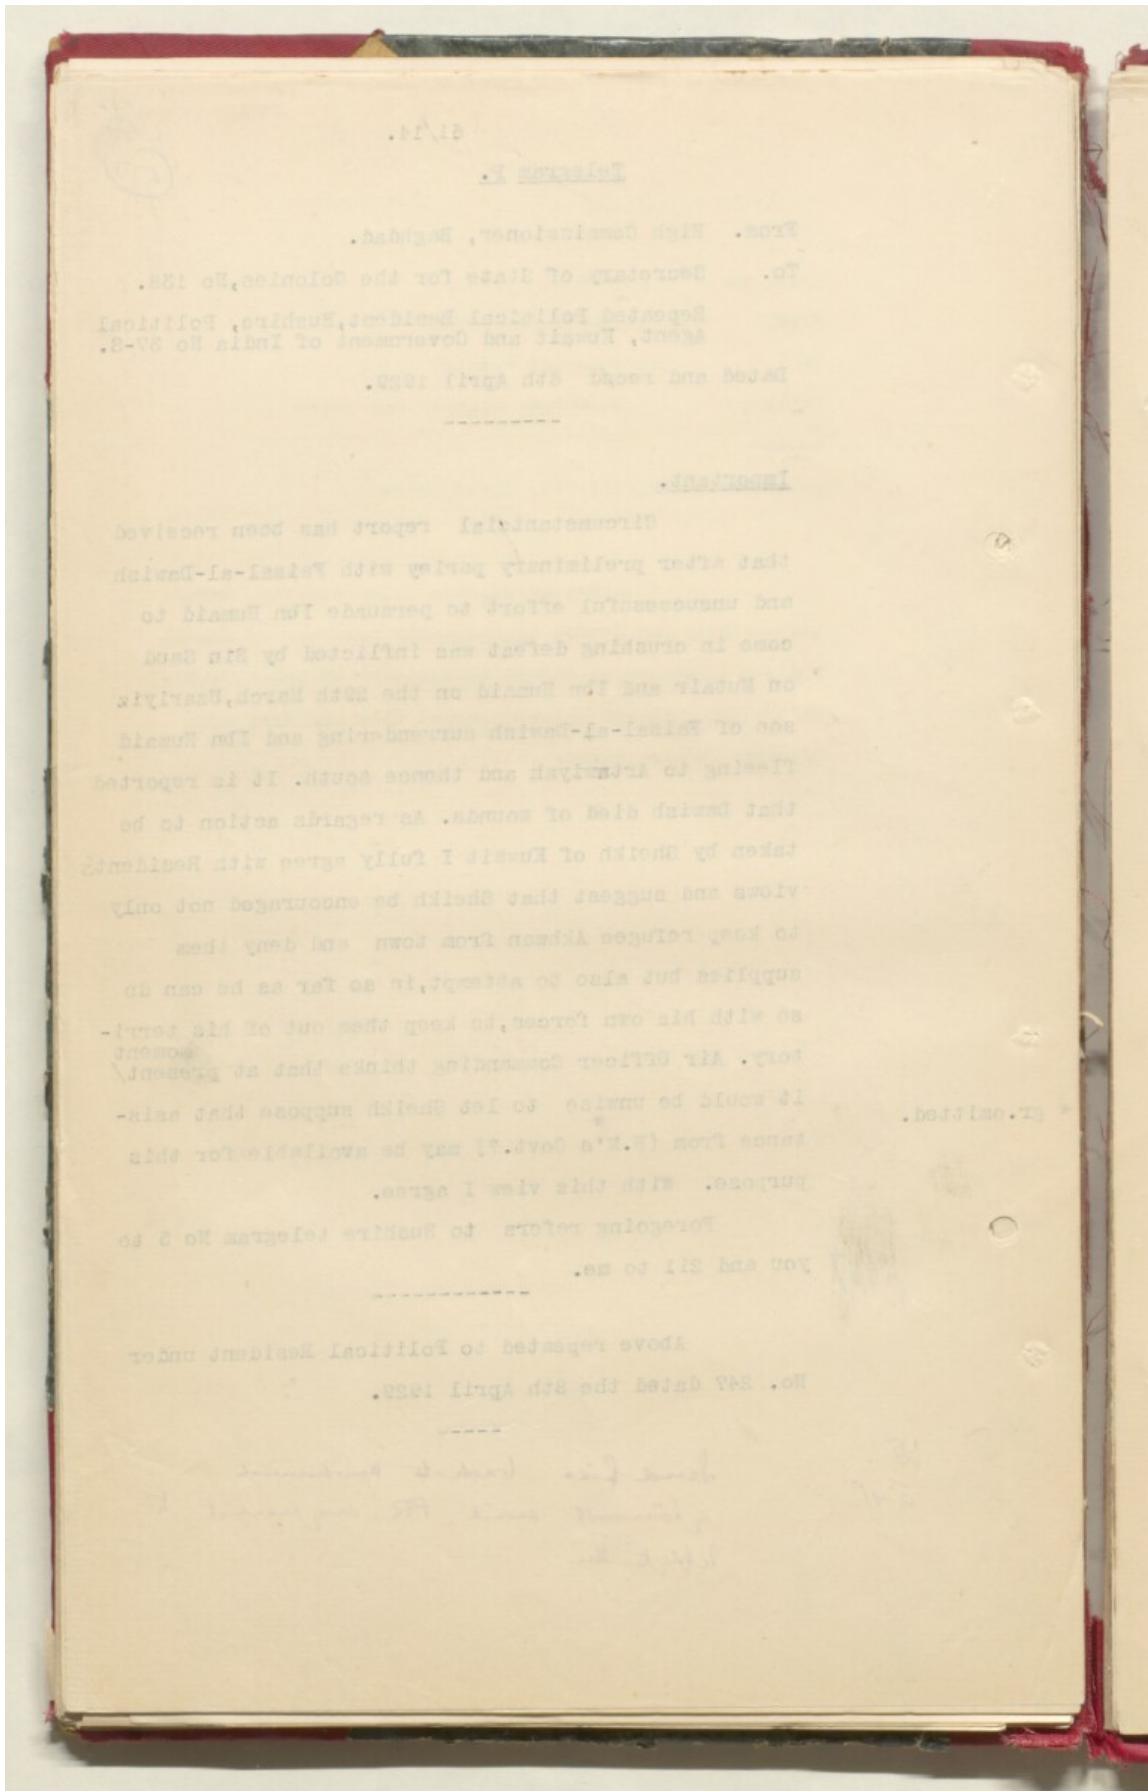 61/14.
Telegram P.
From. High Commissioner, Baghdad.
To. Secretary of State for the Colonies, No 138.
Repeated Political Resident, Bushire, Political
Agent, Kuwait and Government of India No 37-S.
Dated and recd 8th April 1929.
----------
Important.
Circumstanticial report has been received
that after preliminary parley with Faisal-al-Dawish
and unsuccessful effort to persuade Ibn Humaid to
come in crushing defeat was inflicted by Bin Saud
on Mutair and Ibn Humaid on the 29th March,
son of Faisal-al-Dawish surrendering and Ibn Humaid
fleeing to Artawiyah and thence South. It is reported
that Dawish died of wounds. As regards action to be
taken by Sheikh of Kuwait I fully agree with Residents
views and suggest that Sheikh be encouraged not only
to keep refugee Akhwan from town and deny them
supplies but also to attempt, in so far as he can do
so with his own forces, to keep them out of his terri-
moment
tory. Air Officer Commanding thinks that at present/
it would be unwise to let Sheikh suppose that asis-
tance from (H.M's Govt.?) may be available for this
* gr. omitted.
purpose. With this view I agree.
Foregoing refers to Bushire telegram No 5 to
you and 211 to me.
-------------
Above repeated to Political Resident under
No. 247 dated the 8th April 1929.
-----